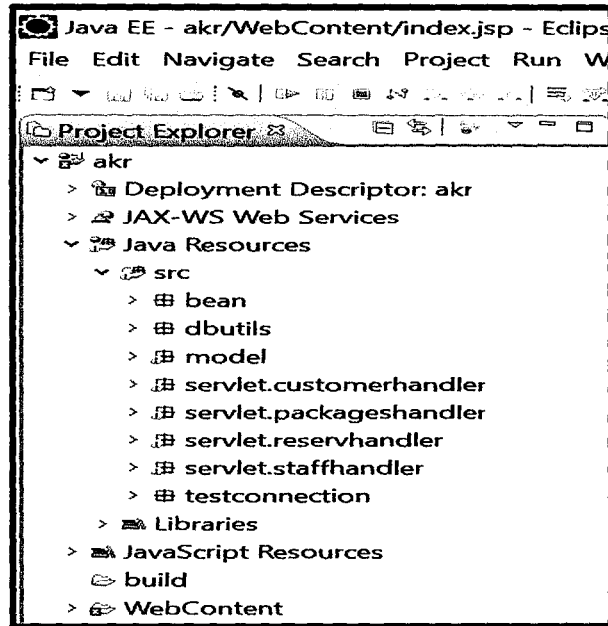 Java EE - akr/WebContent/index.jsp - Eclips
File Edit Navigate Search Project Run W
Project Explorer
akr
Deployment Descriptor: akr
JAX-WS Web Services
Java Resources
src
bean
dbutils
model
servlet.customerhandler
servlet.packageshandler
servlet.reservhandler
servlet.staffhandler
testconnection
Libraries
JavaScript Resources
build
WebContent